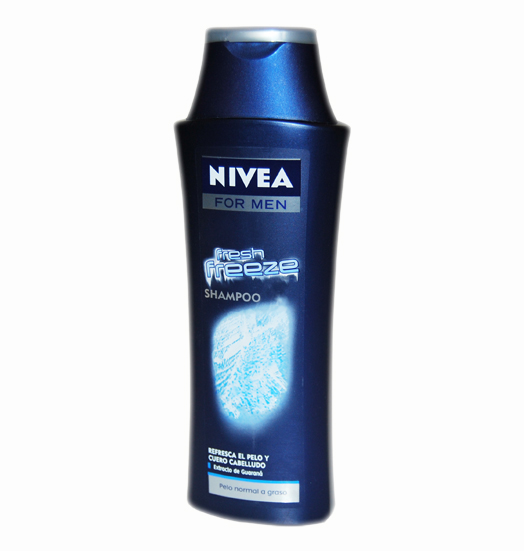 NIVEA
FOR MEN
fresh
freeze
SHAMPOO
REFRESCA EL PELO Y
CUERO CABELLUDO
Extracto de Guaraná
Pelo normal a graso